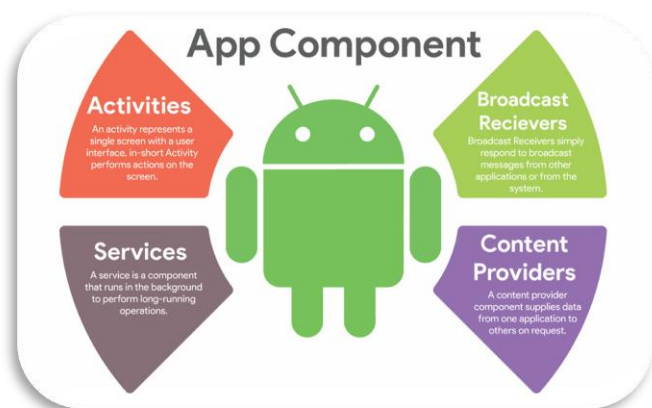 App Component
Activities
An activity represents a
single screen with a user
interface, in-short Activity
performs actions on the
screen.
Broadcast
Recievers
Broadcast Receivers simply
respond to broadcast
messages from other
applications or from the
system.
Services
A service is a component
that runs in the background
to perform long-running
operations.
Content
Providers
A content provider
component supplies data
from one application to
others on request.